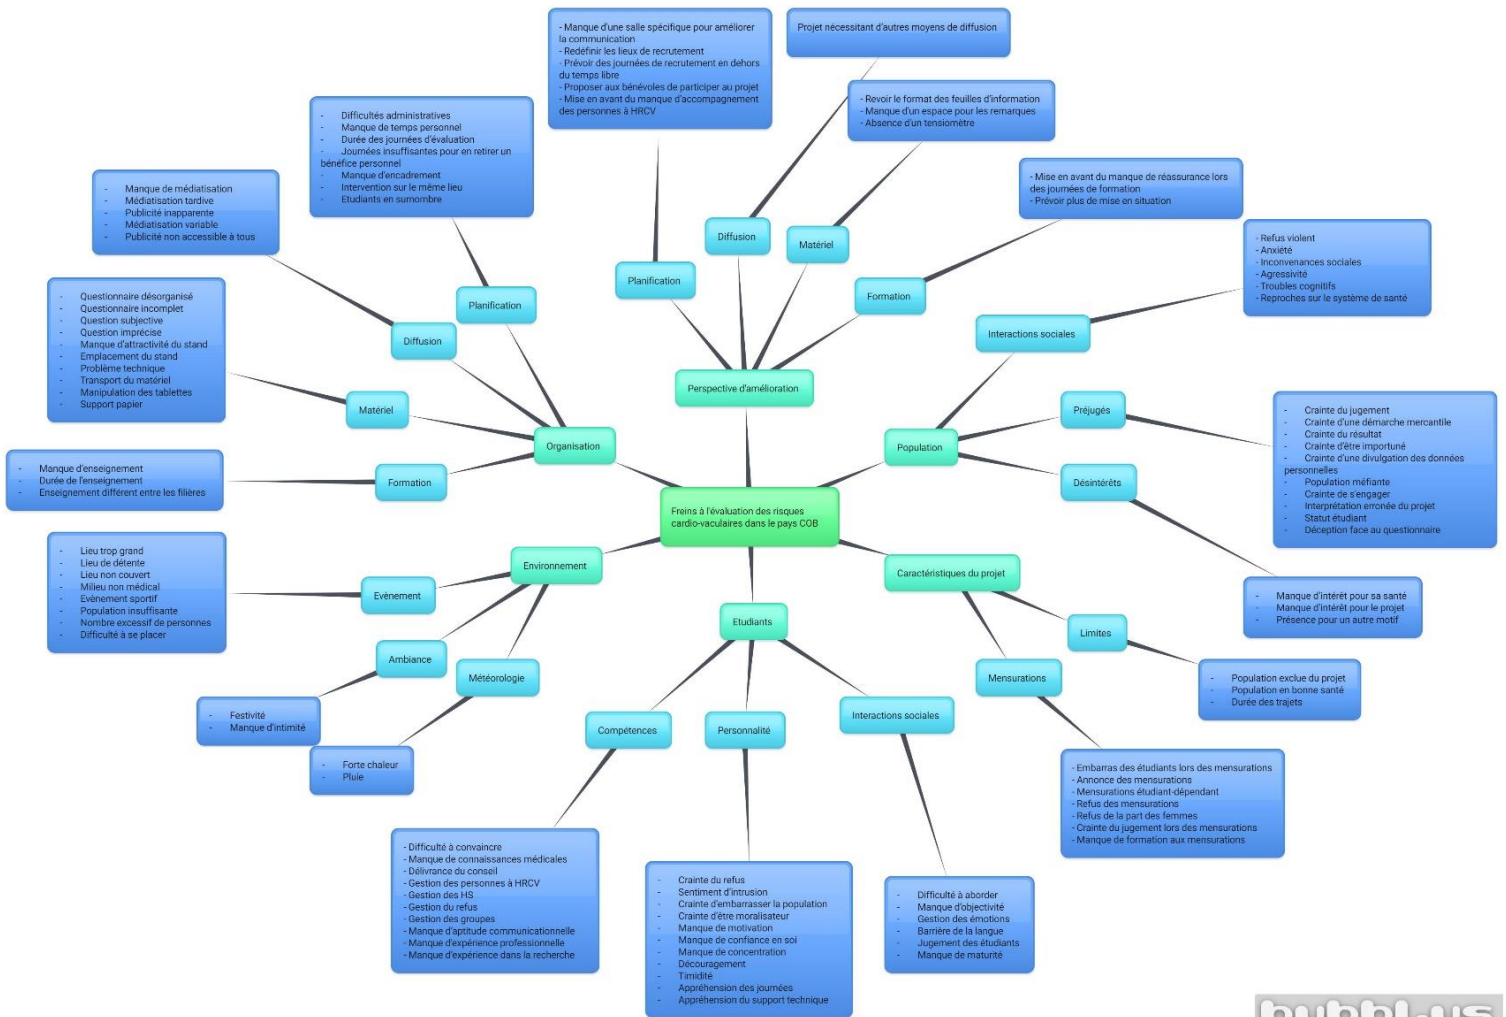 - Manque d'une salle spécifique pour améliorer
la communication
- Redéfinir les lieux de recrutement
- Prévoir des journées de recrutement en dehors
du temps libre
- Proposer aux bénévoles de participer au projet
- Mise en avant du manque d'accompagnement
des personnes à HRCV
Projet nécessitant d'autres moyens de diffusion
- Revoir le format des feuilles d'information
- Manque d'un espace pour les remarques
- Absence d'un tensiomètre
- Difficultés administratives
- Manque de temps personnel
- Durée des journées d'évaluation
- Journées insuffisantes pour en retirer un
bénéfice personnel
- Manque d'encadrement
- Intervention sur le même lieu
- Etudiants en surnombre
- Mise en avant du manque de réassurance lors
des journées de formation
- Prévoir plus de mise en situation
- Manque de médiatisation
- Médiatisation tardive
- Publicité inapparente
- Médiatisation variable
- Publicité non accessible à tous
Diffusion
Matériel
Planification
Formation
- Refus violent
- Anxiété
- Inconvenances sociales
- Agressivité
- Troubles cognitifs
- Reproches sur le système de santé
Planification
Diffusion
Interactions sociales
- Questionnaire désorganisé
- Questionnaire incomplet
- Question subjective
- Question imprécise
- Manque d'attractivité du stand
- Emplacement du stand
- Problème technique
- Transport du matériel
- Manipulation des tablettes
- Support papier
Matériel
Perspective d'amélioration
Préjugés
- Crainte du jugement
- Crainte d'une démarche mercantile
- Crainte du résultat
- Crainte d'être importuné
- Crainte d'une divulgation des données
personnelles
- Population méfiante
- Crainte de s'engager
- Interprétation erronée du projet
- Statut étudiant
- Déception face au questionnaire
Organisation
Population
- Manque d'enseignement
- Durée de l'enseignement
- Enseignement différent entre les filières
Formation
Désintérêts
Freins à l'évaluation des risques
cardio-vaculaires dans le pays COB
- Lieu trop grand
- Lieu de détente
- Lieu non couvert
- Milieu non médical
- Evènement sportif
- Population insuffisante
- Nombre excessif de personnes
- Difficulté à se placer
Evènement
Environnement
Caractéristiques du projet
- Manque d'intérêt pour sa santé
- Manque d'intérêt pour le projet
- Présence pour un autre motif
Etudiants
Limites
Ambiance
Météorologie
Mensurations
- Population exclue du projet
- Population en bonne santé
- Durée des trajets
- Festivité
- Manque d'intimité
Compétences
Personnalité
Interactions sociales
- Forte chaleur
- Pluie
- Embarras des étudiants lors des mensurations
- Annonce des mensurations
- Mensurations étudiant-dépendant
- Refus des mensurations
- Refus de la part des femmes
- Crainte du jugement lors des mensurations
- Manque de formation aux mensurations
- Difficulté à convaincre
- Manque de connaissances médicales
- Délivrance du conseil
- Gestion des personnes à HRCV
- Gestion des HS
- Gestion du refus
- Gestion des groupes
- Manque d'aptitude communicationnelle
- Manque d'expérience professionnelle
- Manque d'expérience dans la recherche
- Crainte du refus
- Sentiment d'intrusion
- Crainte d'embarrasser la population
- Crainte d'être moralisateur
- Manque de motivation
- Manque de confiance en soi
- Manque de concentration
- Découragement
- Timidité
- Appréhension des journées
- Appréhension du support technique
- Difficulté à aborder
- Manque d'objectivité
- Gestion des émotions
- Barrière de la langue
- Jugement des étudiants
- Manque de maturité
bubbl.us